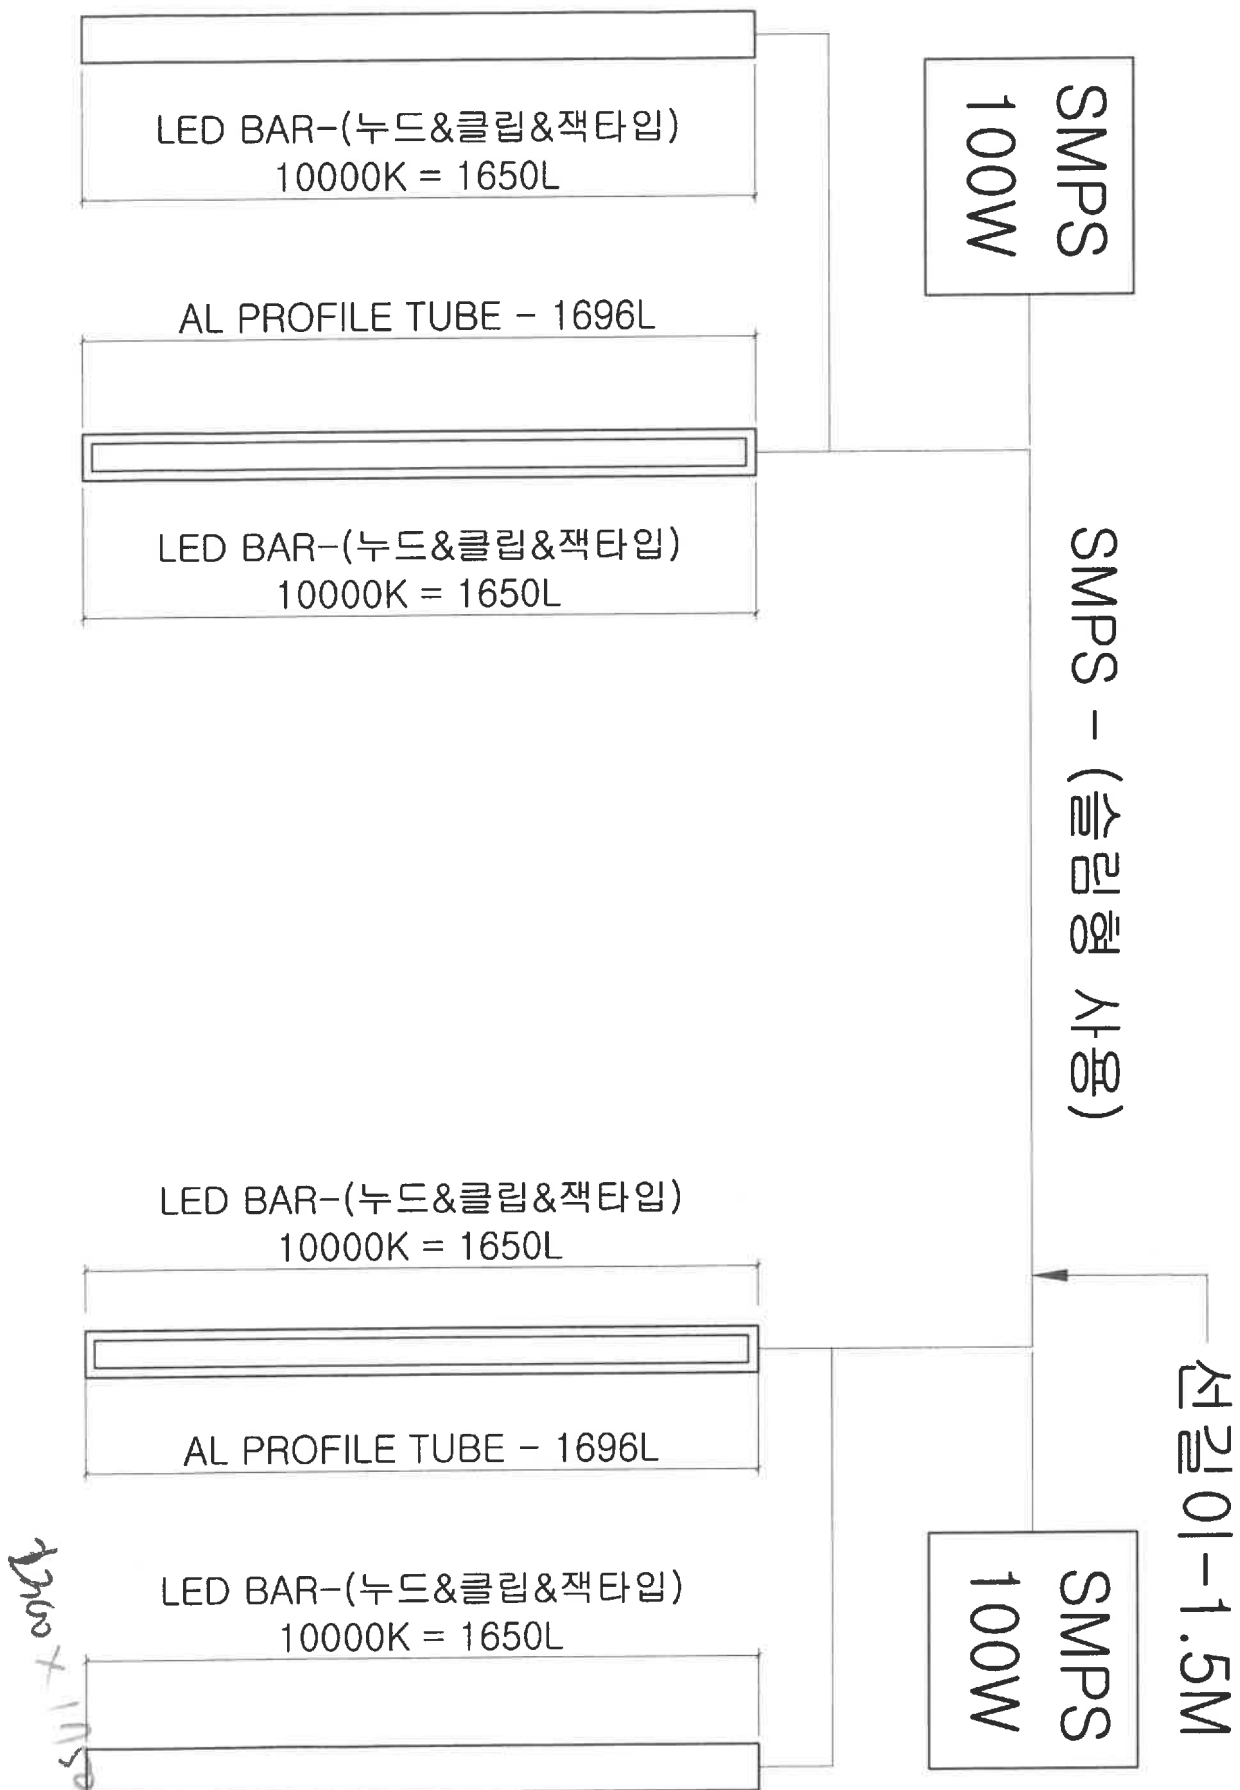 LED BAR-(누드&클립&잭타입)
10000K = 1650L
SMPS
100W
AL PROFILE TUBE - 1696L
LED BAR-(누드&클립&잭타입)
10000K = 1650L
SMPS - (슬림형 사용)
LED BAR-(누드&클립&잭타입)
10000K = 1650L
AL PROFILE TUBE - 1696L
선길이-1.5M
LED BAR-(누드&클립&잭타입)
10000K = 1650L
SMPS
100W